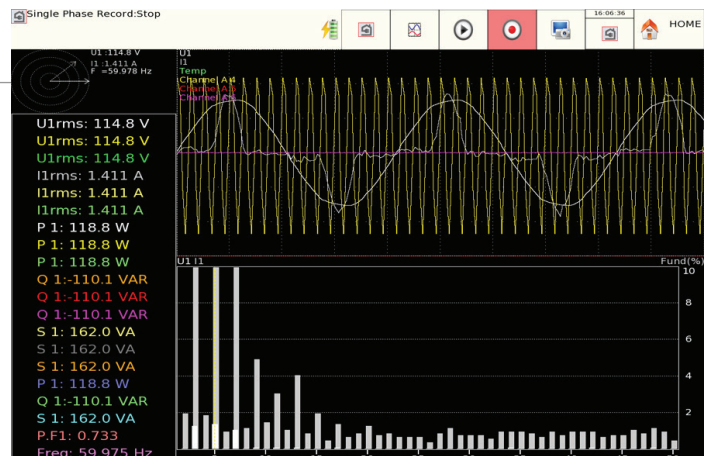 Single Phase Record:Stop
16:06:36
HOME
U1 :114.8 V
I1 :1.411 A
F =59.978 Hz
U1
I1
Temp
Channel A 4
Channel A 5
U1rms: 114.8 V
U1rms: 114.8 V
U1rms: 114.8 V
I1rms: 1.411 A
I1rms: 1.411 A
I1rms: 1.411 A
P 1: 118.8 W
P 1: 118.8 W
P 1: 118.8 W
Q 1:-110.1 VAR
Q 1:-110.1 VAR
Q 1:-110.1 VAR
S 1: 162.0 VA
S 1: 162.0 VA
S 1: 162.0 VA
P 1: 118.8 W
Q 1:-110.1 VAR
S 1: 162.0 VA
P.F1: 0.733
Freq: 59.975 Hz
U1 I1
Fund(%)
10
8
6
4
2